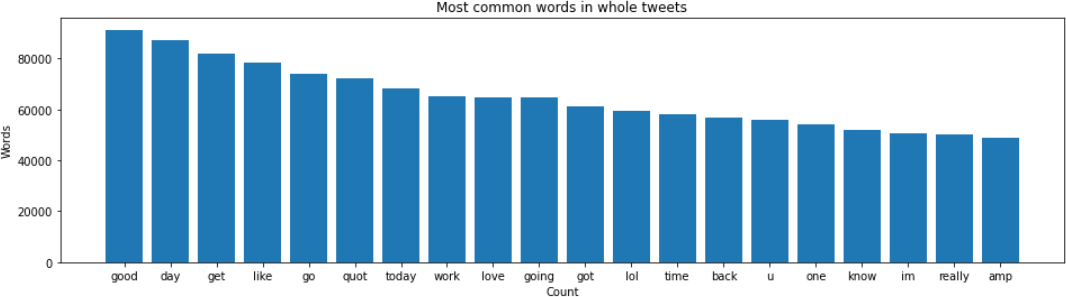 Most common words in whole tweets
80000
60000
40000
20000
0
Words
good day get like go quot today work love going got lol time back u one know im really amp
Count